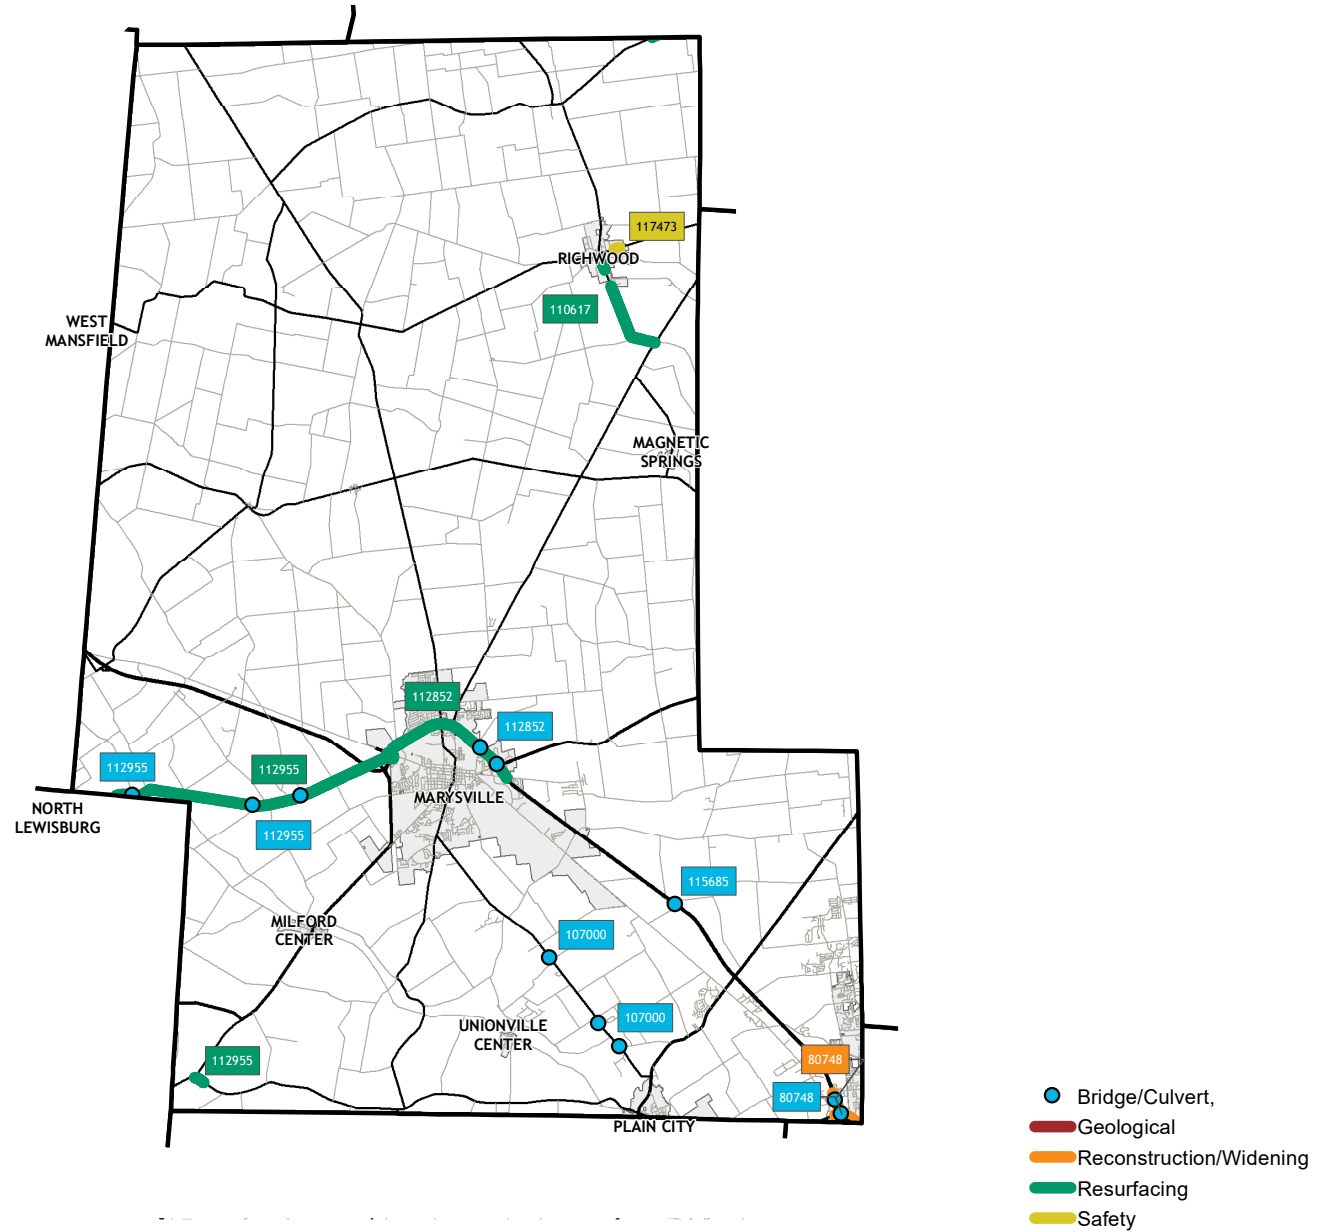 117473
RICHWOOD
110617
WEST
MANSFIELD
MAGNETIC
SPRINGS
112852
112852
112955
112955
NORTH
LEWISBURG
MARYSVILLE
112955
115685
MILFORD
CENTER
107000
UNIONVILLE
CENTER
107000
112955
80748
80748
PLAIN CITY
Bridge/Culvert,
Geological
Reconstruction/Widening
Resurfacing
Safety